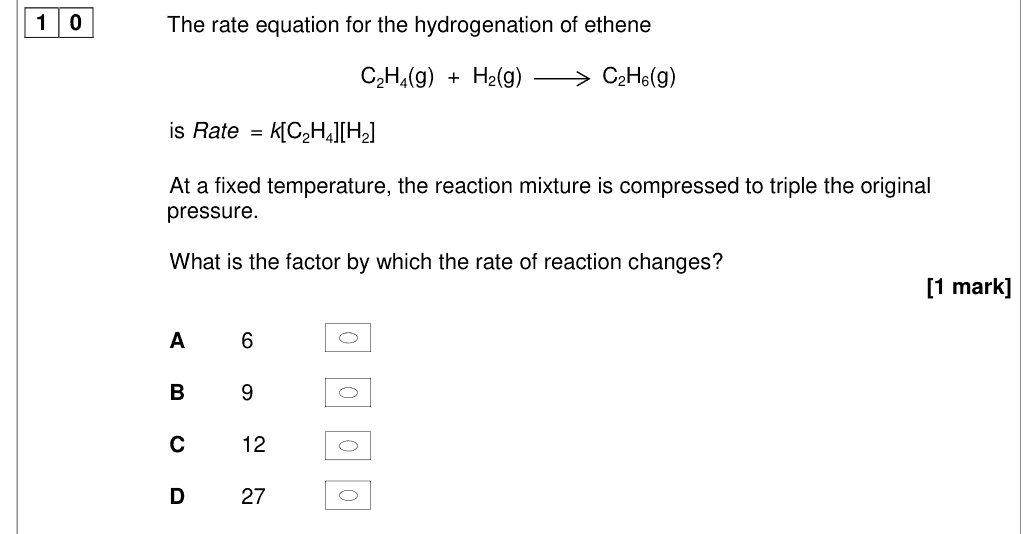 1 0 The rate equation for the hydrogenation of ethene
C₂H₄(g) + H₂(g) ⟶ C₂H₆(g)
is Rate = k[C₂H₄][H₂]
At a fixed temperature, the reaction mixture is compressed to triple the original
pressure.
What is the factor by which the rate of reaction changes?
[1 mark]
A 6
B 9
C 12
D 27